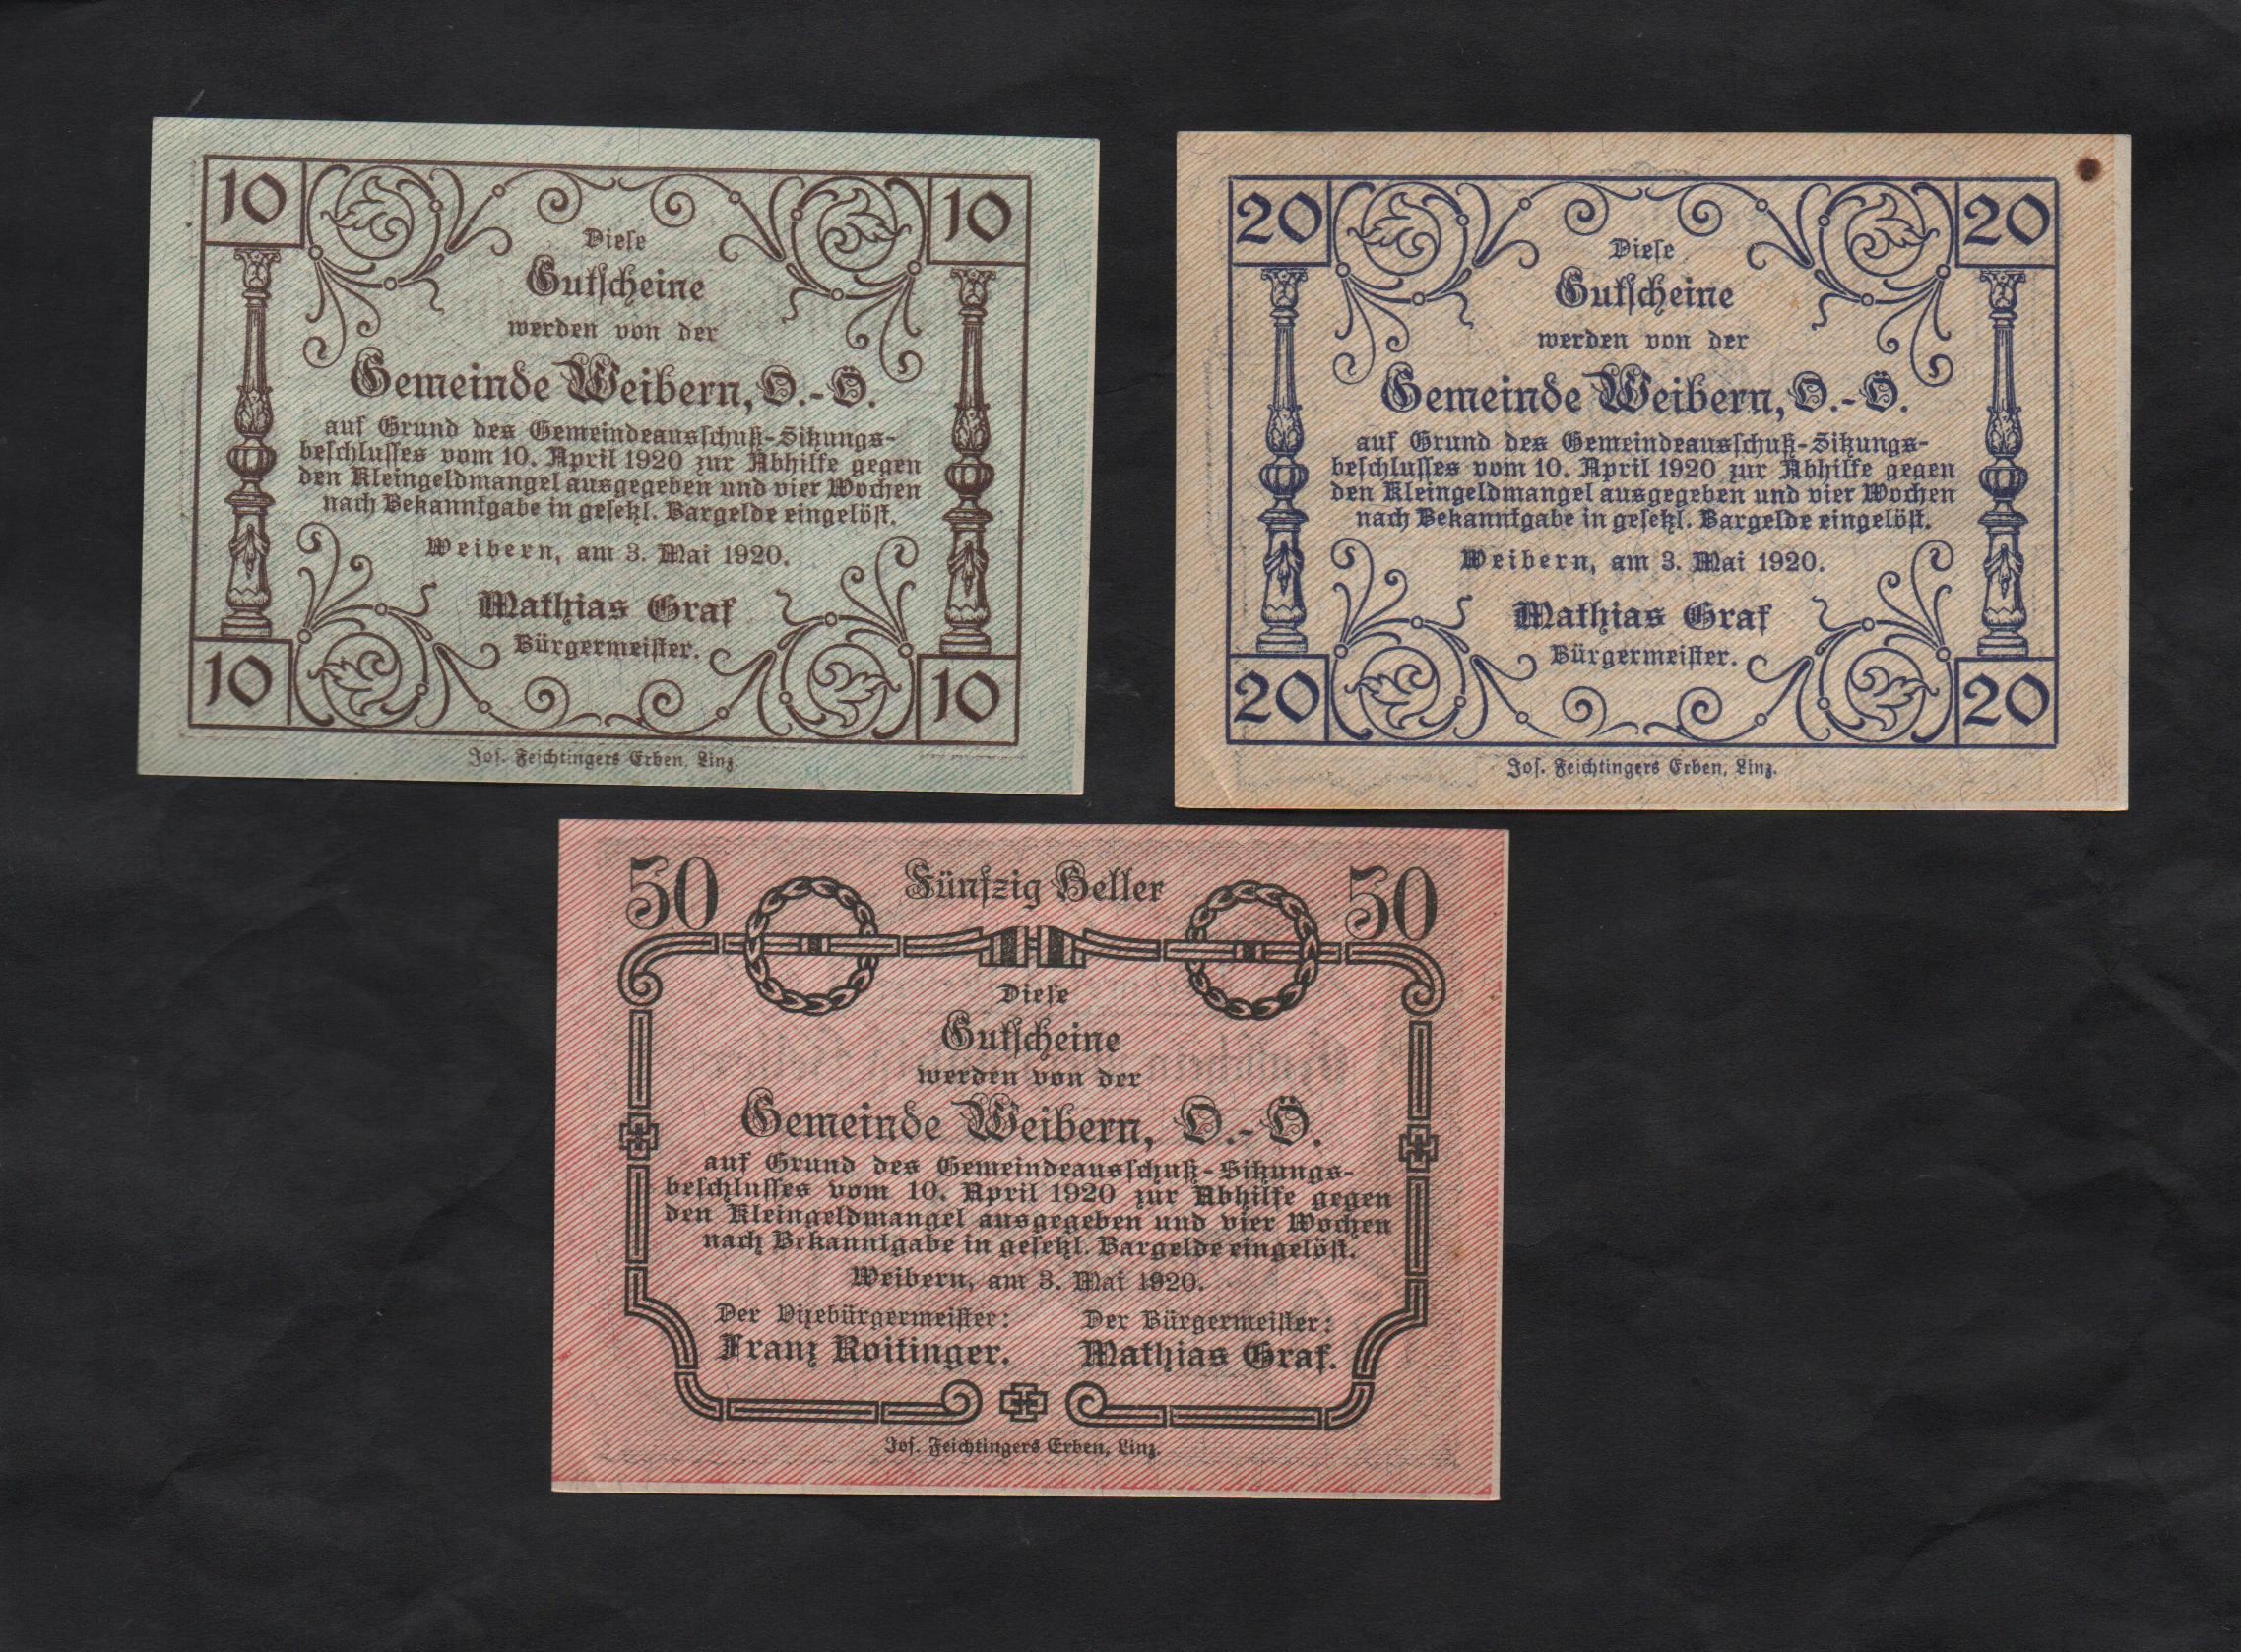 10 10
Diese
Gutscheine
werden von der
Gemeinde Weibern, O.-Ö.
auf Grund des Gemeindeausschuß-Sitzungs-
beschlusses vom 10. April 1920 zur Abhilfe gegen
den Kleingeldmangel ausgegeben und vier Wochen
nach Bekanntgabe in gesetzl. Bargelde eingelöst.
Weibern, am 3. Mai 1920.
Mathias Graf
Bürgermeister.
10 10
Jos. Feichtingers Erben, Linz.
20 20
Diese
Gutscheine
werden von der
Gemeinde Weibern, O.-Ö.
auf Grund des Gemeindeausschuß-Sitzungs-
beschlusses vom 10. April 1920 zur Abhilfe gegen
den Kleingeldmangel ausgegeben und vier Wochen
nach Bekanntgabe in gesetzl. Bargelde eingelöst.
Weibern, am 3. Mai 1920.
Mathias Graf
Bürgermeister.
20 20
Jos. Feichtingers Erben, Linz.
50 Fünfzig Heller 50
Diese
Gutscheine
werden von der
Gemeinde Weibern, O.-Ö.
auf Grund des Gemeindeausschuß-Sitzungs-
beschlusses vom 10. April 1920 zur Abhilfe gegen
den Kleingeldmangel ausgegeben und vier Wochen
nach Bekanntgabe in gesetzl. Bargelde eingelöst.
Weibern, am 3. Mai 1920.
Der Vizebürgermeister: Der Bürgermeister:
Franz Roitinger. Mathias Graf.
Jos. Feichtingers Erben, Linz.